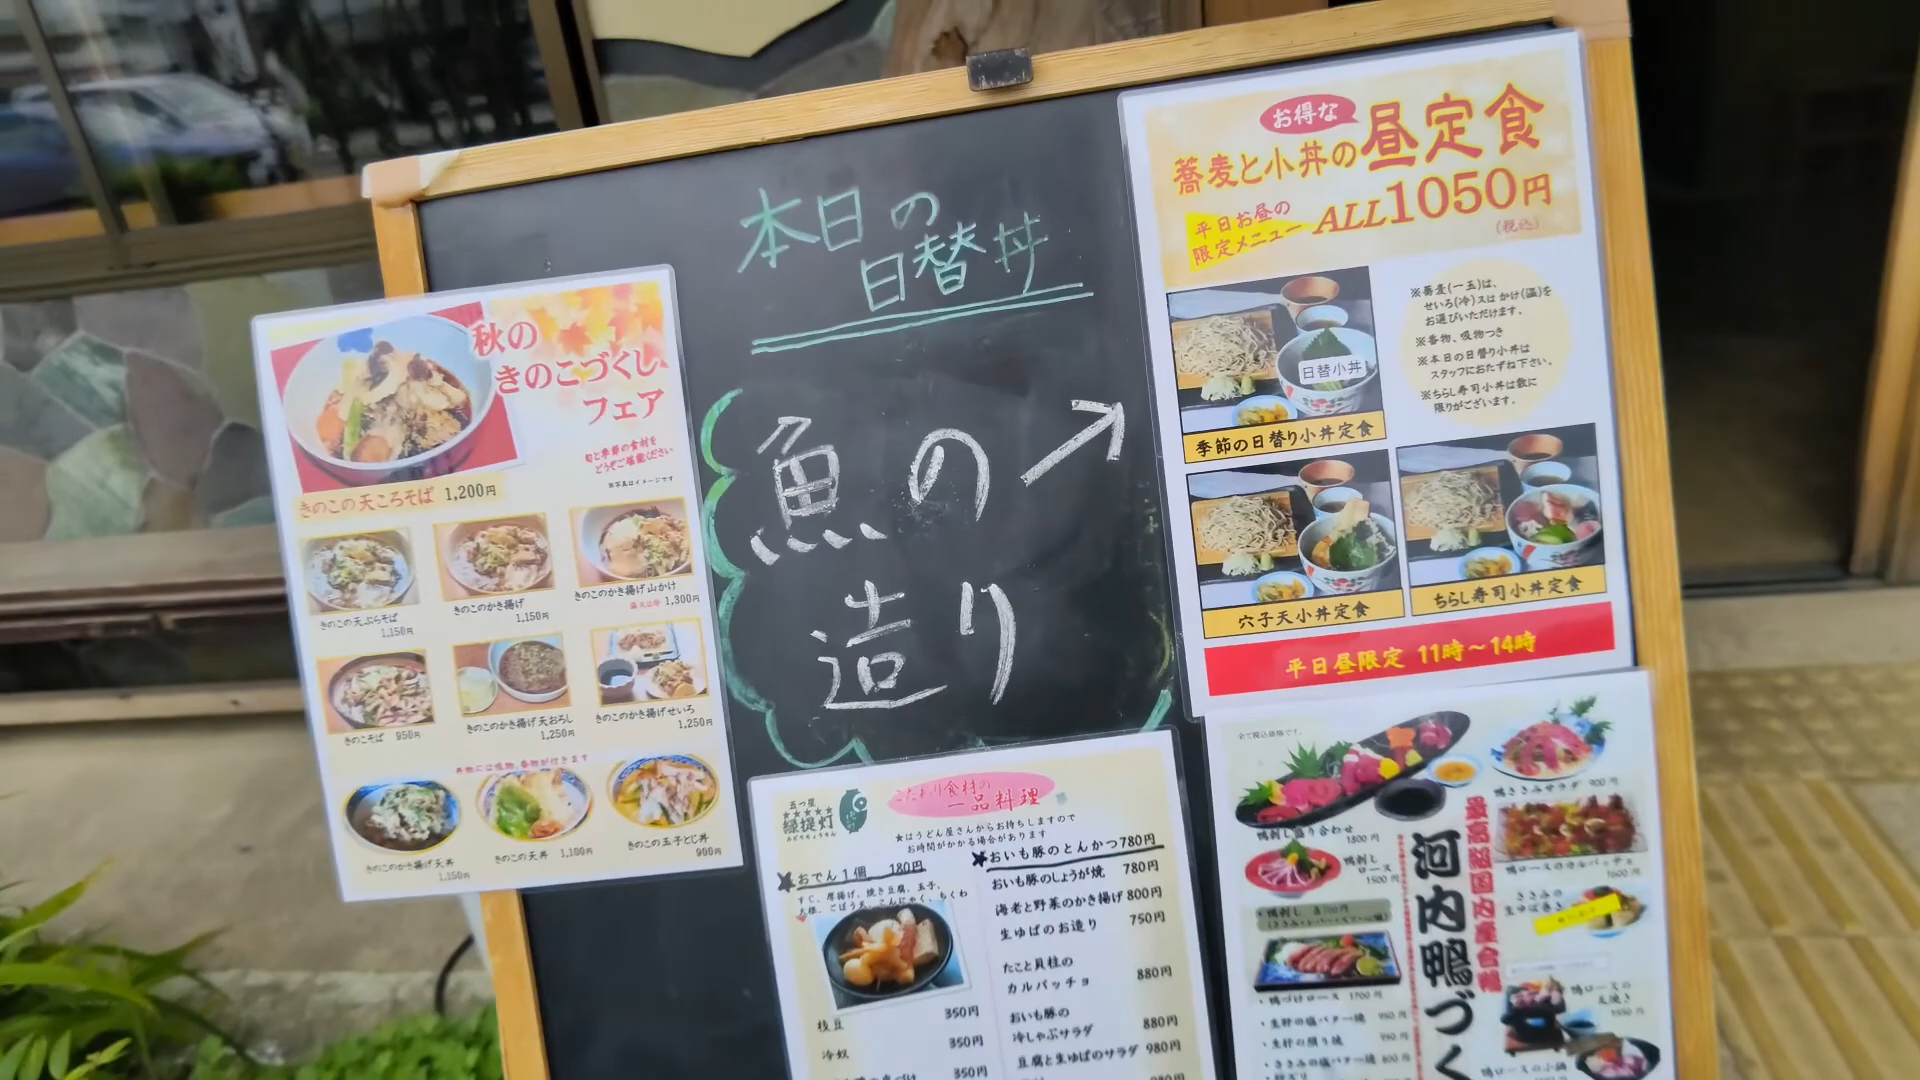 本日の
日替丼
魚の
造り
秋の
きのこづくし
フェア
旬と季節の食材を
どうぞご堪能ください
※写真はイメージです
きのこの天ころそば 1,200円
きのこの天ぷらそば
1,150円
きのこのかき揚げ
1,150円
きのこのかき揚げ山かけ
1,300円
きのこそば 950円
きのこのかき揚げ天おろし
1,250円
きのこのかき揚げせいろ
1,250円
丼物には吸物、香物が付きます
きのこのかき揚げ天丼
1,150円
きのこの天丼 1,100円
きのこの玉子とじ丼
900円
お得な
蕎麦と小丼の昼定食
平日お昼の
限定メニュー
ALL1050円
(税込)
※蕎麦(一玉)は、
せいろ(冷)又はかけ(温)を
お選びいただけます。
※香物、吸物つき
※本日の日替り小丼は
スタッフにおたずね下さい。
※ちらし寿司小丼は数に
限りがございます。
日替小丼
季節の日替り小丼定食
穴子天小丼定食
ちらし寿司小丼定食
平日昼限定 11時～14時
五つ星
★★★★★
緑提灯
こだわり食材の
一品料理
★はうどん屋さんからお持ちしますので
お時間がかかる場合があります
★おでん1個 180円
すじ、厚揚げ、焼き豆腐、玉子、
大根、ごぼう天、こんにゃく、ちくわ
枝豆 350円
冷奴 350円
350円
★おいも豚のとんかつ780円
おいも豚のしょうが焼 780円
海老と野菜のかき揚げ800円
生ゆばのお造り 750円
たこと貝柱の
カルパッチョ 880円
おいも豚の
冷しゃぶサラダ 880円
豆腐と生ゆばのサラダ 980円
全て税込価格です。
鴨刺し盛り合わせ
1800円
鴨刺し
ロース
1500円
・鴨づけロース 1700円
・生肝の塩バター焼 950円
・生肝の照り焼 950円
・ささみの塩バター焼 800円
最高級国内産合鴨
河内鴨づく
鴨ささみサラダ 900円
鴨ロースのカルパッチョ
1600円
ささみの
生ゆば巻き
鴨ロースの
鴨ロースの小鍋